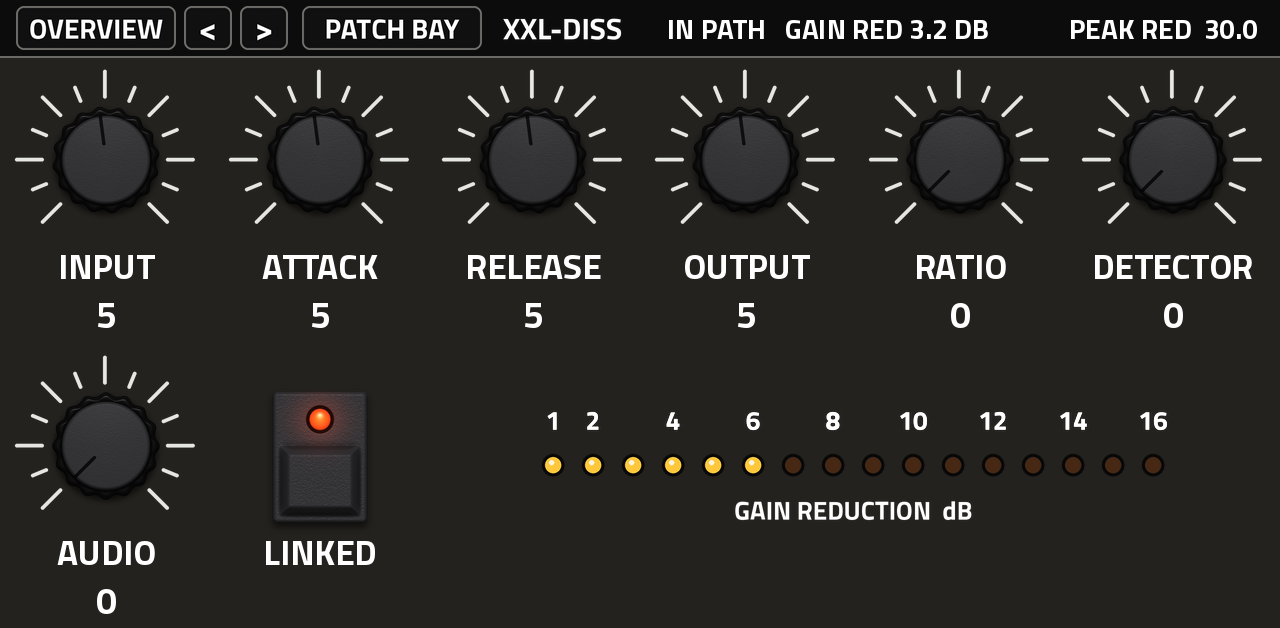 OVERVIEW < > PATCH BAY XXL-DISS IN PATH GAIN RED 3.2 DB PEAK RED 30.0
INPUT ATTACK RELEASE OUTPUT RATIO DETECTOR
5 5 5 5 0 0
1 2 4 6 8 10 12 14 16
GAIN REDUCTION dB
AUDIO LINKED
0